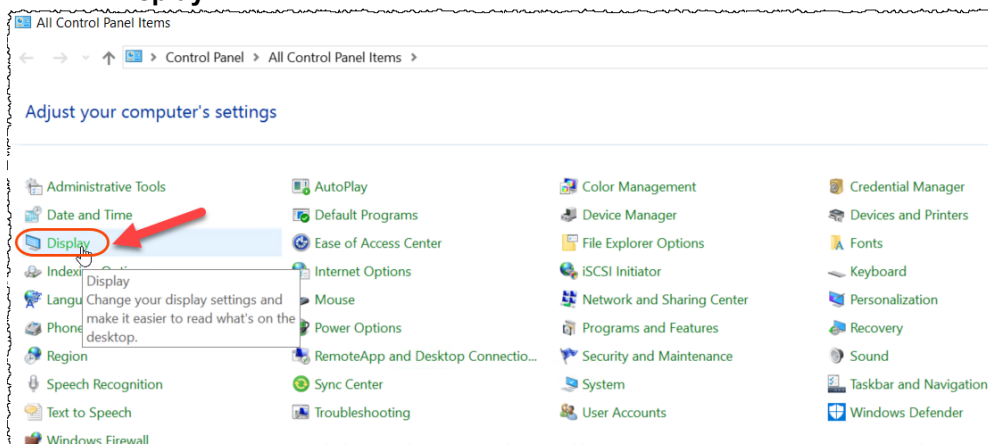 All Control Panel Items
Control Panel > All Control Panel Items >
Adjust your computer's settings
Administrative Tools
AutoPlay
Color Management
Credential Manager
Date and Time
Default Programs
Device Manager
Devices and Printers
Display
Ease of Access Center
File Explorer Options
Fonts
Internet Options
iSCSI Initiator
Keyboard
Display
Change your display settings and
make it easier to read what's on the
desktop.
Mouse
Network and Sharing Center
Personalization
Phone
Power Options
Programs and Features
Recovery
Region
RemoteApp and Desktop Connectio...
Security and Maintenance
Sound
Speech Recognition
Sync Center
System
Taskbar and Navigation
Text to Speech
Troubleshooting
User Accounts
Windows Defender
Windows Firewall